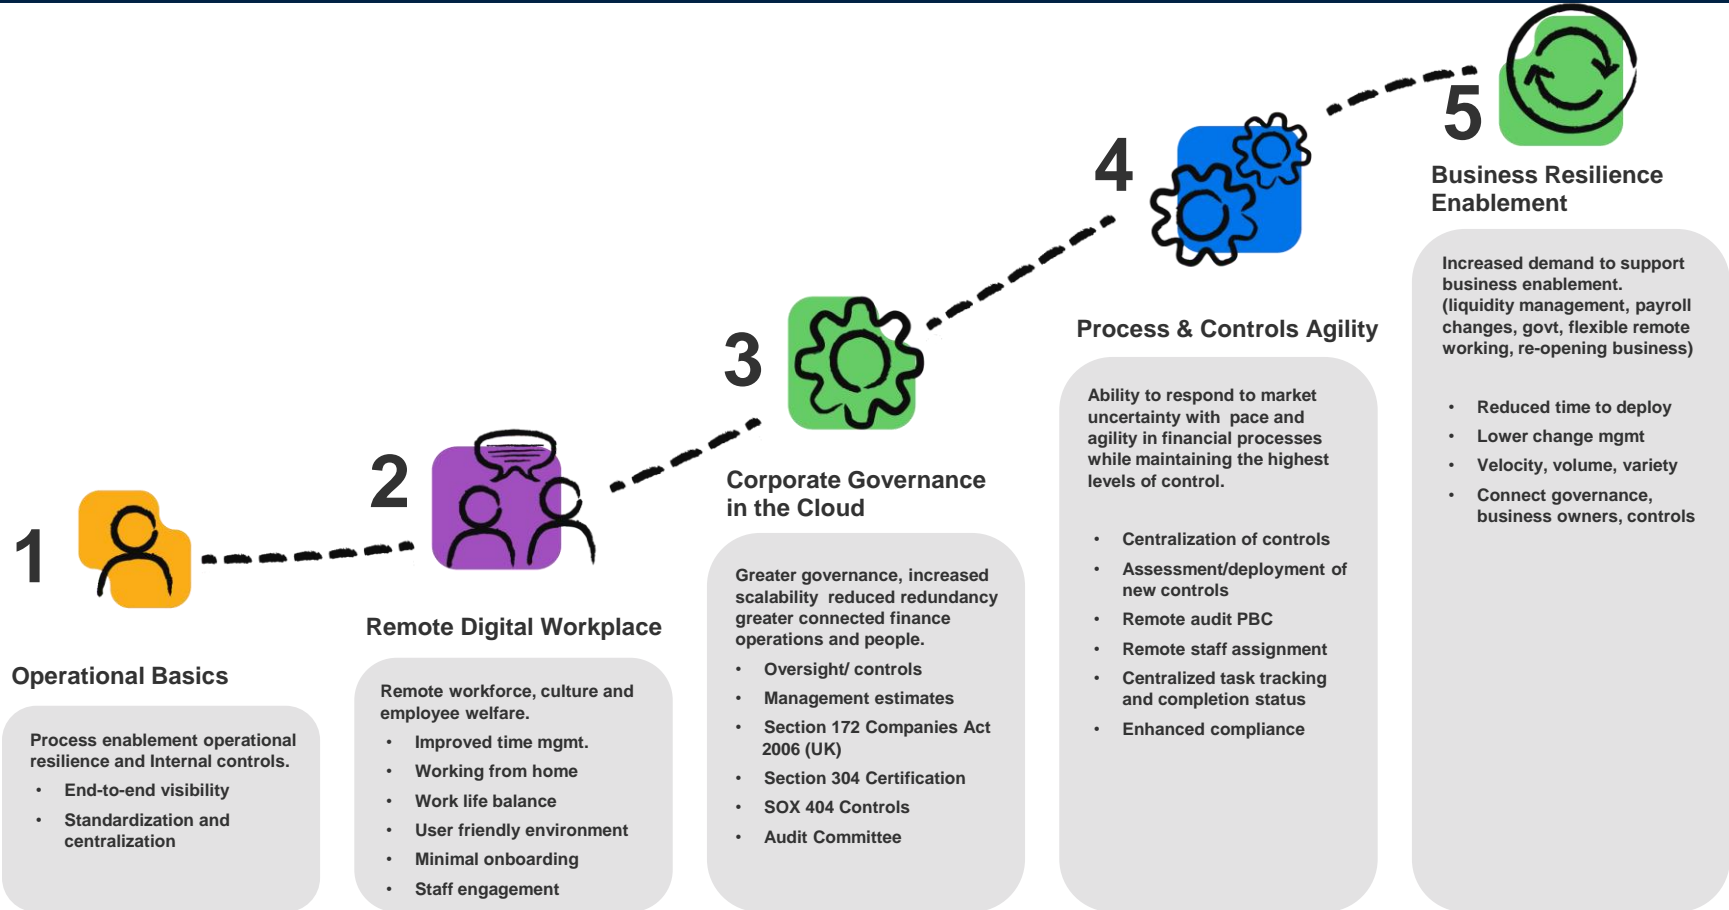 1
Operational Basics
Process enablement operational
resilience and Internal controls.
• End-to-end visibility
• Standardization and
centralization
2
Remote Digital Workplace
Remote workforce, culture and
employee welfare.
• Improved time mgmt.
• Working from home
• Work life balance
• User friendly environment
• Minimal onboarding
• Staff engagement
3
Corporate Governance
in the Cloud
Greater governance, increased
scalability reduced redundancy
greater connected finance
operations and people.
• Oversight/ controls
• Management estimates
• Section 172 Companies Act
2006 (UK)
• Section 304 Certification
• SOX 404 Controls
• Audit Committee
4
Process & Controls Agility
Ability to respond to market
uncertainty with pace and
agility in financial processes
while maintaining the highest
levels of control.
• Centralization of controls
• Assessment/deployment of
new controls
• Remote audit PBC
• Remote staff assignment
• Centralized task tracking
and completion status
• Enhanced compliance
5
Business Resilience
Enablement
Increased demand to support
business enablement.
(liquidity management, payroll
changes, govt, flexible remote
working, re-opening business)
• Reduced time to deploy
• Lower change mgmt
• Velocity, volume, variety
• Connect governance,
business owners, controls